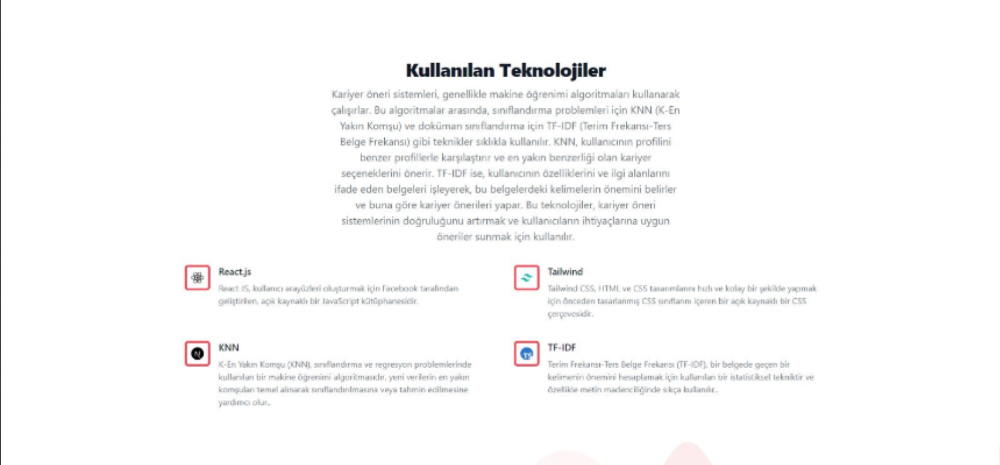 Kullanılan Teknolojiler
Kariyer öneri sistemleri, genellikle makine öğrenimi algoritmaları kullanarak
çalışırlar. Bu algoritmalar arasında, sınıflandırma problemleri için KNN (K-En
Yakın Komşu) ve doküman sınıflandırma için TF-IDF (Terim Frekansı-Ters
Belge Frekansı) gibi teknikler sıklıkla kullanılır. KNN, kullanıcının profilini
benzer profillerle karşılaştırır ve en yakın benzerliği olan kariyer
seçeneklerini önerir. TF-IDF ise, kullanıcının özelliklerini ve ilgi alanlarını
ifade eden belgeleri işleyerek, bu belgelerdeki kelimelerin önemini belirler
ve buna göre kariyer önerileri yapar. Bu teknolojiler, kariyer öneri
sistemlerinin doğruluğunu artırmak ve kullanıcıların ihtiyaçlarına uygun
öneriler sunmak için kullanılır.
React.js
React JS, kullanıcı arayüzleri oluşturmak için Facebook tarafından
geliştirilen, açık kaynaklı bir JavaScript kütüphanesidir.
Tailwind
Tailwind CSS, HTML ve CSS tasarımlarını hızlı ve kolay bir şekilde yapmak
için önceden tasarlanmış CSS sınıflarını içeren bir açık kaynaklı bir CSS
çerçevesidir.
N
KNN
K-En Yakın Komşu (KNN), sınıflandırma ve regresyon problemlerinde
kullanılan bir makine öğrenimi algoritmasıdır, yeni verilerin en yakın
komşuları temel alınarak sınıflandırılmasına veya tahmin edilmesine
yardımcı olur..
TS
TF-IDF
Terim Frekansı-Ters Belge Frekansı (TF-IDF), bir belgede geçen bir
kelimenin önemini hesaplamak için kullanılan bir istatistiksel tekniktir ve
özellikle metin madenciliğinde sıkça kullanılır..